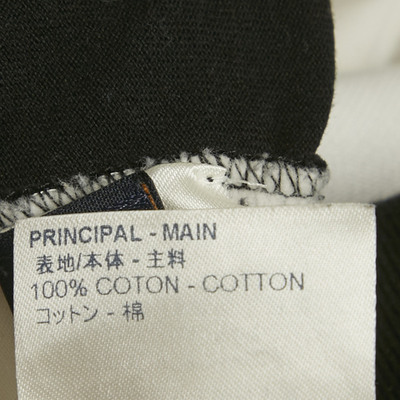 PRINCIPAL - MAIN
表地/本体 - 主料
100% COTON - COTTON
コットン - 棉